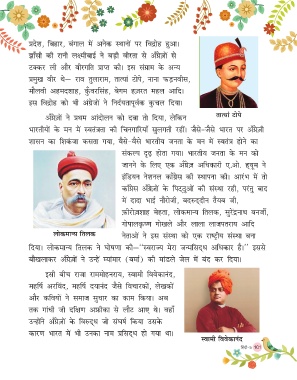 प्रदेश, बिहार, बंगाल में अनेक स्थानों पर विद्रोह हुआ।
झाँसी की रानी लक्ष्मीबाई ने बड़ी वीरता से अंग्रेज़ों से
टक्कर ली और वीरगति प्राप्त की। इस संग्राम के अन्य
प्रमुख वीर थे— राव तुलाराम, तात्या टोपे, नाना फड़नवीस,
मौलवी अहमदशाह, कुँवरसिंह, बेगम हज़रत महल आदि।
इस विद्रोह को भी अंग्रेज़ों ने निर्दयतापूर्वक कुचल दिया।
तात्या टोपे
अंग्रेज़ों ने प्रथम आंदोलन को दबा तो दिया, लेकिन
भारतीयों के मन में स्वतंत्रता की चिनगारियाँ सुलगती रहीं। जैसे-जैसे भारत पर अंग्रेज़ी
शासन का शिकंजा कसता गया, वैसे-वैसे भारतीय जनता के मन में स्वतंत्र होने का
संकल्प दृढ़ होता गया। भारतीय जनता के मन को
जानने के लिए एक अंग्रेज़ अधिकारी ए.ओ. ह्यूम ने
इंडियन नेशनल कांग्रेस की स्थापना की। आरंभ में तो
कांग्रेस अंग्रेज़ों के पिट्ठुओं की संस्था रही, परंतु बाद
में दादा भाई नौरोजी, बदरुद्दीन तैयब जी,
फ़ीरोज़शाह मेहता, लोकमान्य तिलक, सुरेंद्रनाथ बनर्जी,
गोपालकृष्ण गोखले और लाला लाजपतराय आदि
नेताओं ने इस संस्था को एक राष्ट्रीय संस्था बना
लोकमान्य तिलक
दिया। लोकमान्य तिलक ने घोषणा की—"स्वराज्य मेरा जन्मसिद्ध अधिकार है।" इससे
बौखलाकर अंग्रेज़ों ने उन्हें म्यांमार (बर्मा) की मांडले जेल में बंद कर दिया।
इसी बीच राजा राममोहनराय, स्वामी विवेकानंद,
महर्षि अरविंद, महर्षि दयानंद जैसे विचारकों, लेखकों
और कवियों ने समाज सुधार का काम किया। अब
तक गांधी जी दक्षिण अफ्रीका से लौट आए थे। वहाँ
उन्होंने अंग्रेज़ों के विरुद्ध जो संघर्ष किया उसके
कारण भारत में भी उनका नाम प्रसिद्ध हो गया था।
स्वामी विवेकानंद
101